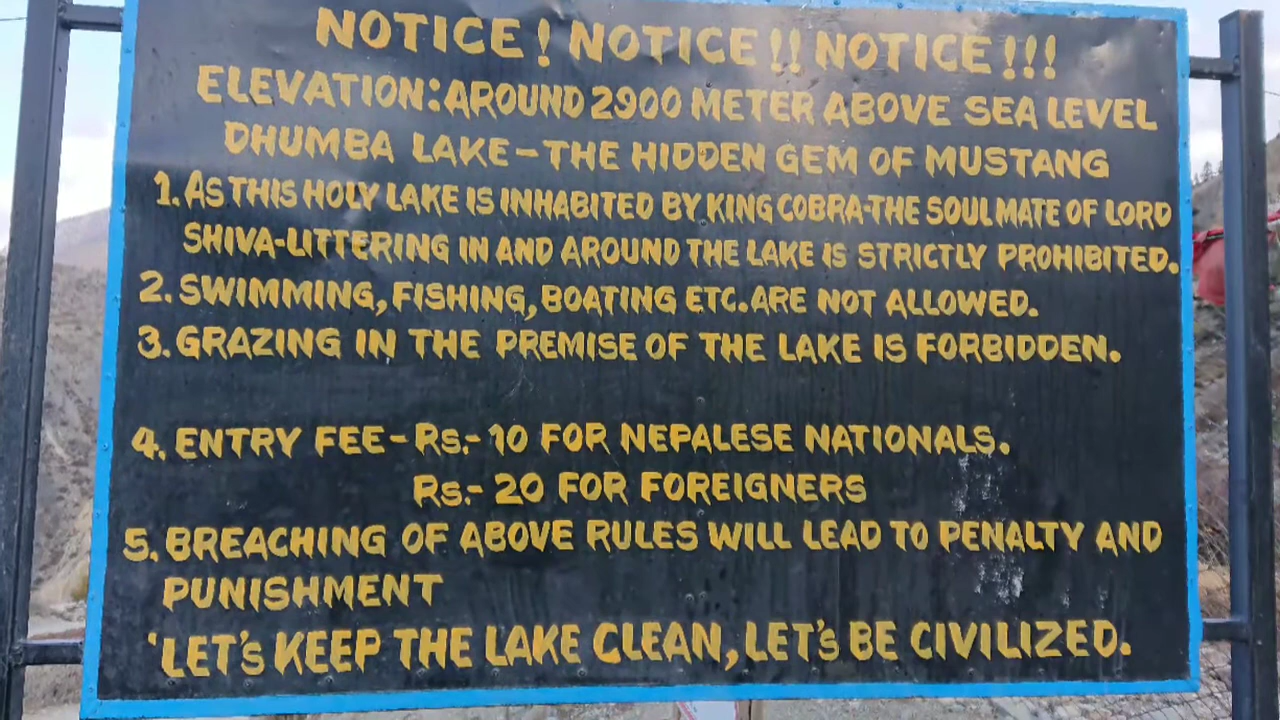 NOTICE! NOTICE!! NOTICE!!!
ELEVATION: AROUND 2900 METER ABOVE SEA LEVEL
DHUMBA LAKE-THE HIDDEN GEM OF MUSTANG
1. AS THIS HOLY LAKE IS INHABITED BY KING COBRA-THE SOULMATE OF LORD
SHIVA-LITTERING IN AND AROUND THE LAKE IS STRICTLY PROHIBITED.
2. SWIMMING, FISHING, BOATING ETC. ARE NOT ALLOWED.
3. GRAZING IN THE PREMISE OF THE LAKE IS FORBIDDEN.
4. ENTRY FEE- Rs.- 10 FOR NEPALESE NATIONALS.
Rs.- 20 FOR FOREIGNERS
5. BREACHING OF ABOVE RULES WILL LEAD TO PENALTY AND
PUNISHMENT
'LET's KEEP THE LAKE CLEAN, LET's BE CIVILIZED.